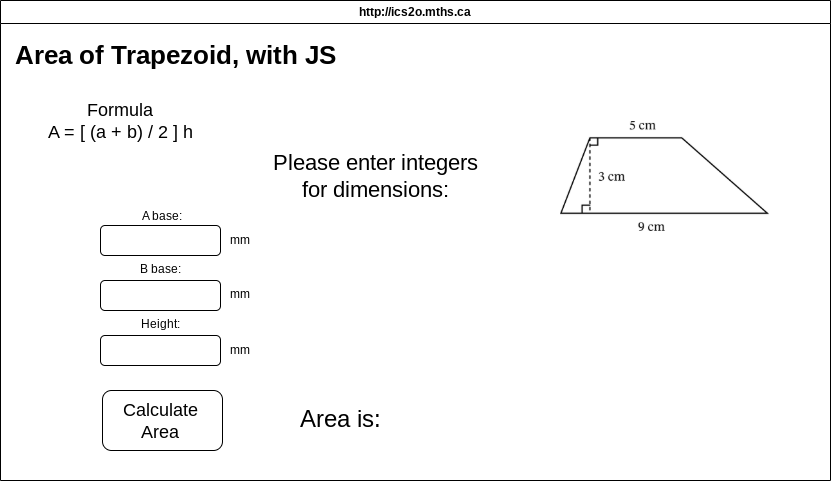 http://ics2o.mths.ca
Area of Trapezoid, with JS
Formula
A = [ (a + b) / 2 ] h
Please enter integers
for dimensions:
5 cm
3 cm
9 cm
A base:
mm
B base:
mm
Height:
mm
Calculate
Area
Area is: